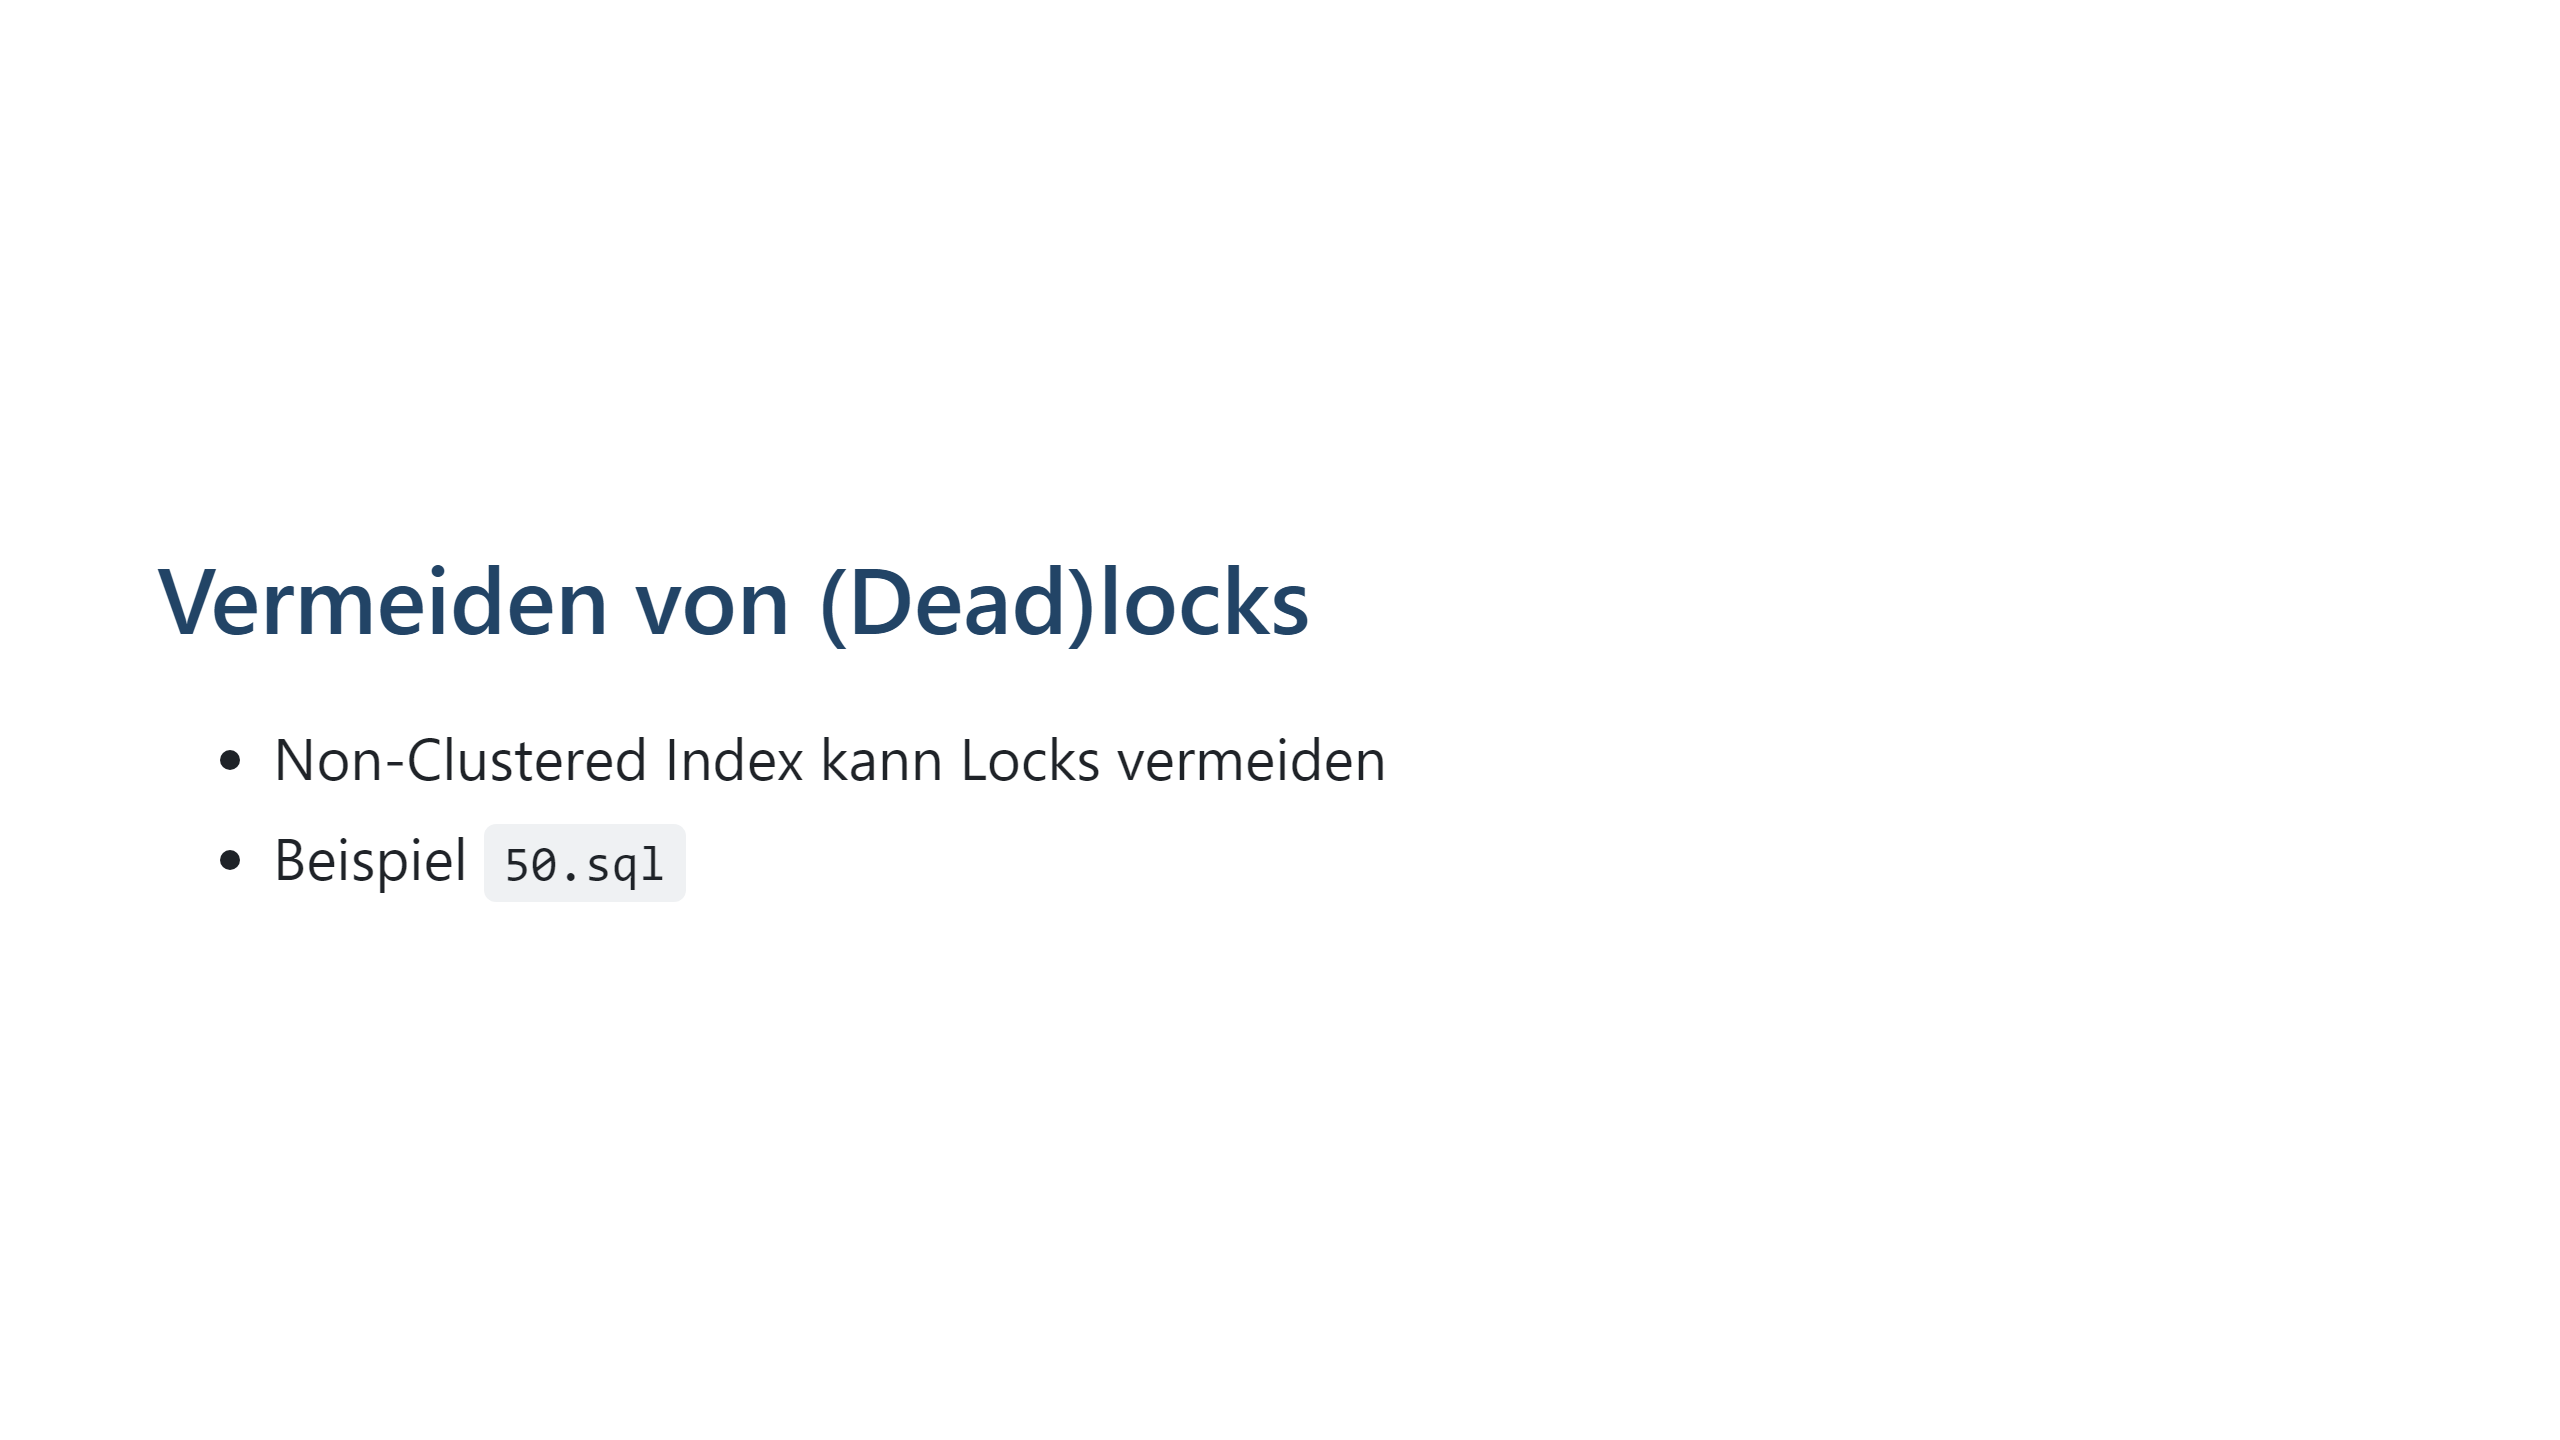 Vermeiden von (Dead)locks
• Non-Clustered Index kann Locks vermeiden
• Beispiel 50.sql